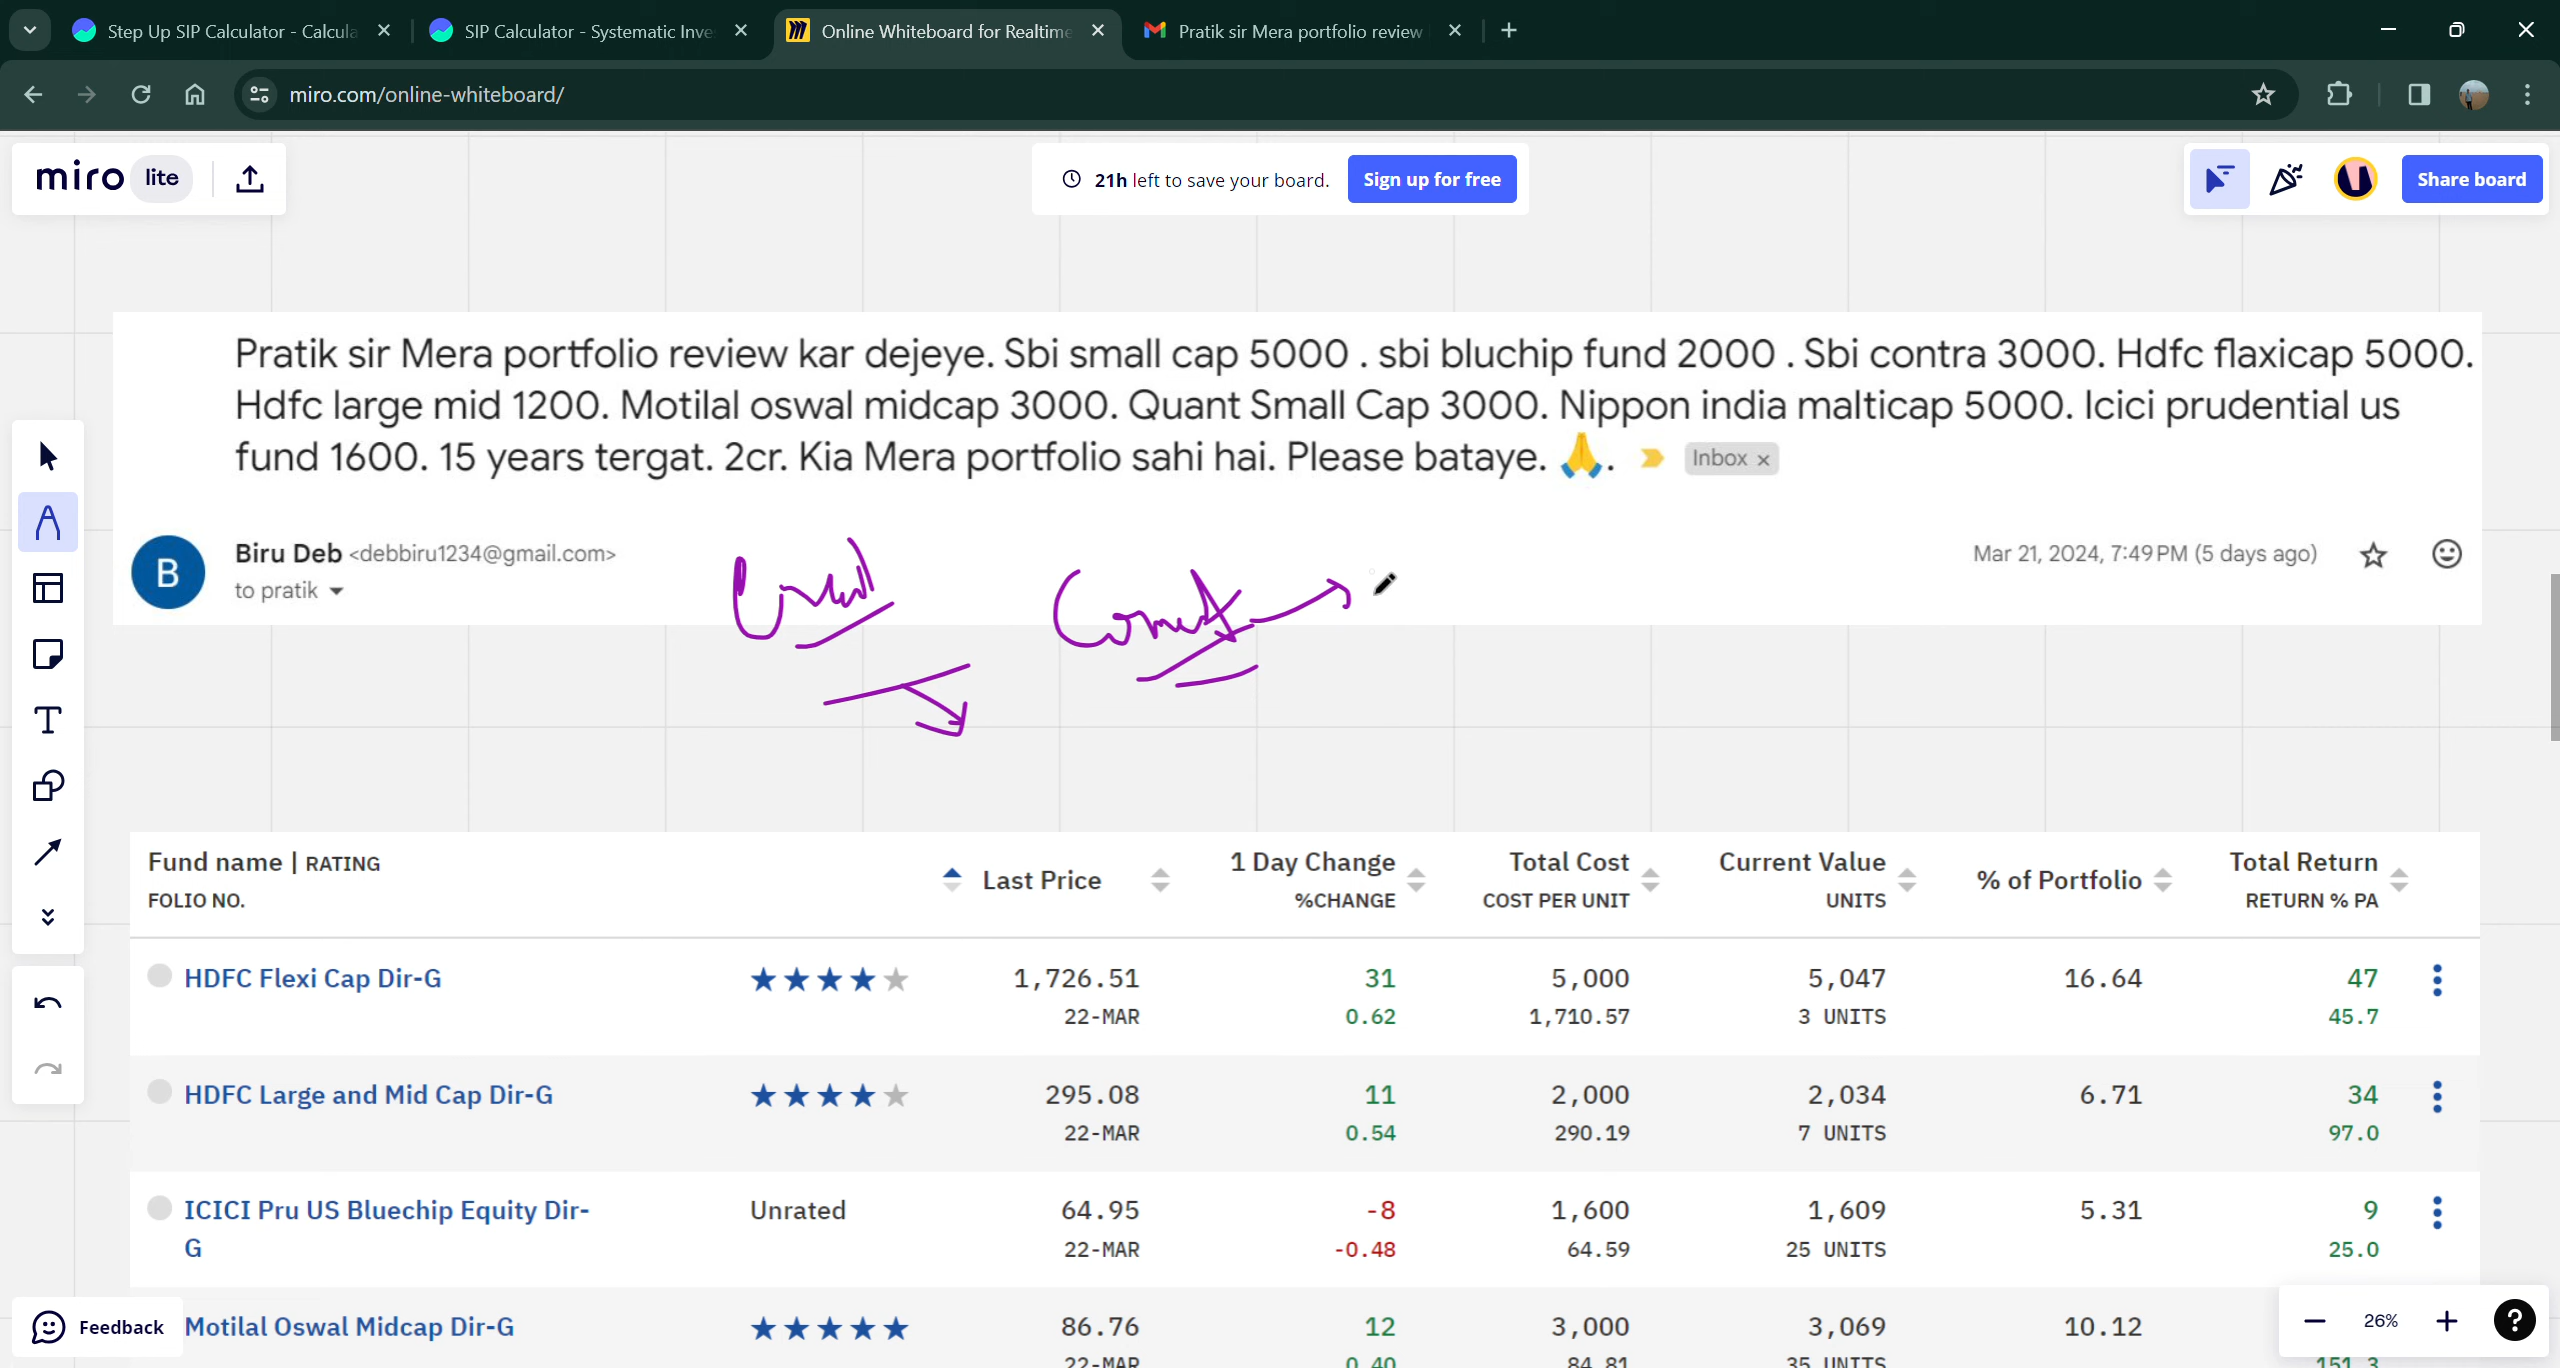 Step Up SIP Calculator - Calcula
SIP Calculator - Systematic Inve
Online Whiteboard for Realtime
Pratik sir Mera portfolio review
miro.com/online-whiteboard/
miro lite
21h left to save your board. Sign up for free
Share board
Pratik sir Mera portfolio review kar dejeye. Sbi small cap 5000 . sbi bluchip fund 2000 . Sbi contra 3000. Hdfc flaxicap 5000.
Hdfc large mid 1200. Motilal oswal midcap 3000. Quant Small Cap 3000. Nippon india malticap 5000. Icici prudential us
fund 1600. 15 years tergat. 2cr. Kia Mera portfolio sahi hai. Please bataye. 🙏. Inbox x
B
Biru Deb <debbiru1234@gmail.com>
to pratik
Mar 21, 2024, 7:49 PM (5 days ago)
Fund name | RATING
FOLIO NO.
Last Price
1 Day Change
%CHANGE
Total Cost
COST PER UNIT
Current Value
UNITS
% of Portfolio
Total Return
RETURN % PA
HDFC Flexi Cap Dir-G ★★★★★ 1,726.51 31 5,000 5,047 16.64 47
22-MAR 0.62 1,710.57 3 UNITS 45.7
HDFC Large and Mid Cap Dir-G ★★★★★ 295.08 11 2,000 2,034 6.71 34
22-MAR 0.54 290.19 7 UNITS 97.0
ICICI Pru US Bluechip Equity Dir- Unrated 64.95 -8 1,600 1,609 5.31 9
G 22-MAR -0.48 64.59 25 UNITS 25.0
Motilal Oswal Midcap Dir-G ★★★★★ 86.76 12 3,000 3,069 10.12
22-MAR 0.40 84.81 35 UNITS 151.3
Feedback
26%